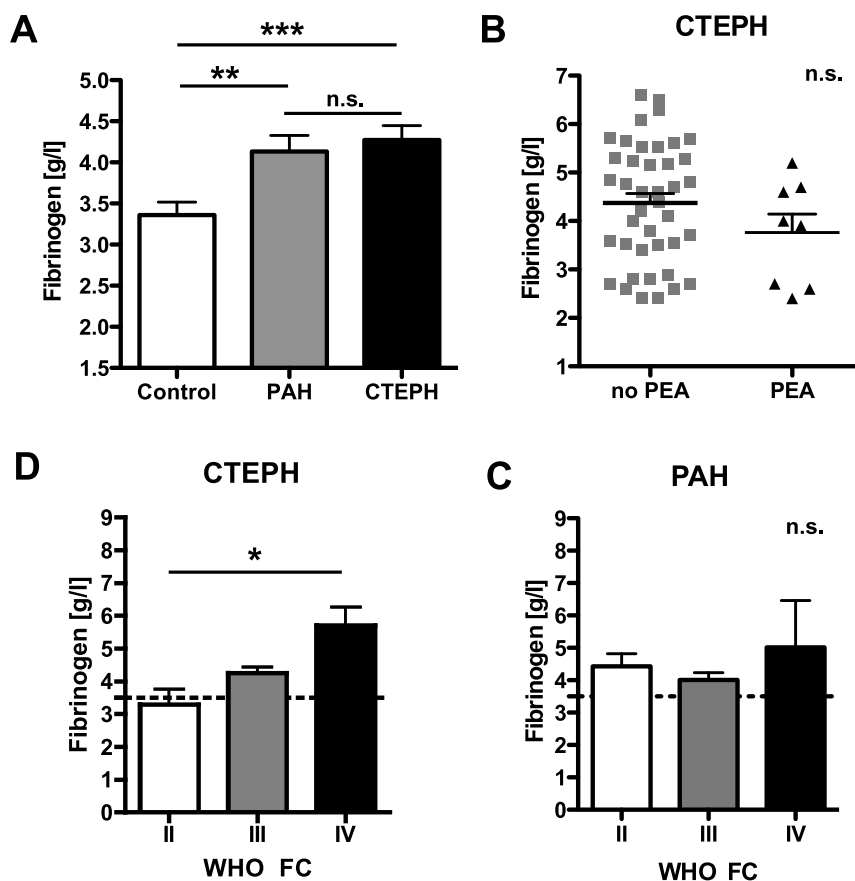 A
***
**
n.s.
Fibrinogen [g/l]
5.0
4.5
4.0
3.5
3.0
2.5
2.0
1.5
Control PAH CTEPH
B
CTEPH
n.s.
Fibrinogen [g/l]
7
6
5
4
3
2
1
no PEA PEA
D
CTEPH
*
Fibrinogen [g/l]
9
8
7
6
5
4
3
2
1
0
II III IV
WHO FC
C
PAH
n.s.
Fibrinogen [g/l]
9
8
7
6
5
4
3
2
1
0
II III IV
WHO FC